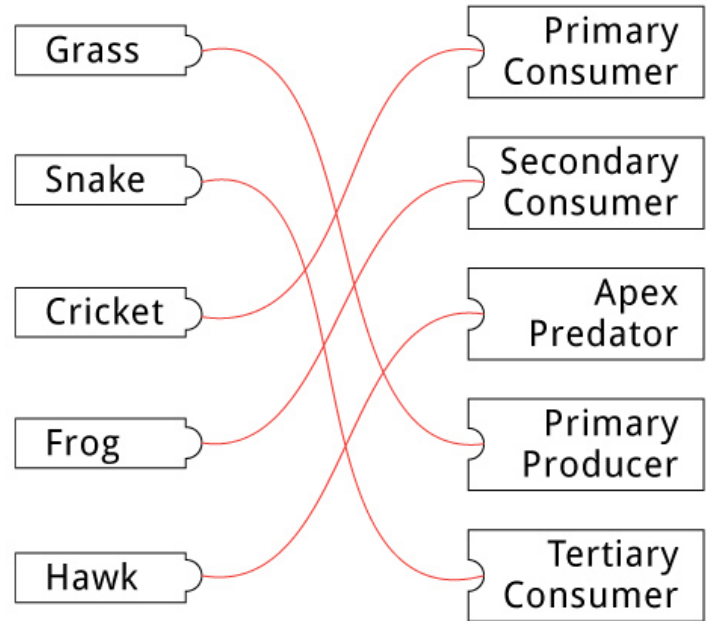 Grass
Snake
Cricket
Frog
Hawk
Primary
Consumer
Secondary
Consumer
Apex
Predator
Primary
Producer
Tertiary
Consumer